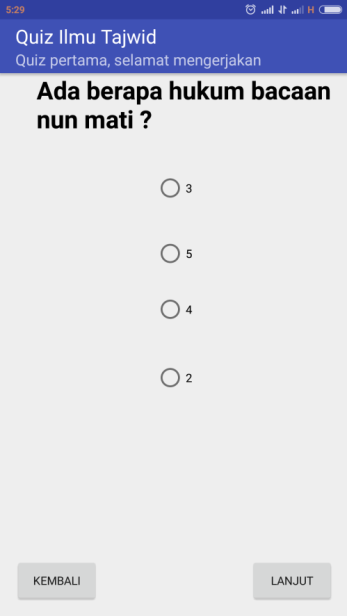 5:29 H
Quiz Ilmu Tajwid
Quiz pertama, selamat mengerjakan
Ada berapa hukum bacaan
nun mati ?
3
5
4
2
KEMBALI LANJUT